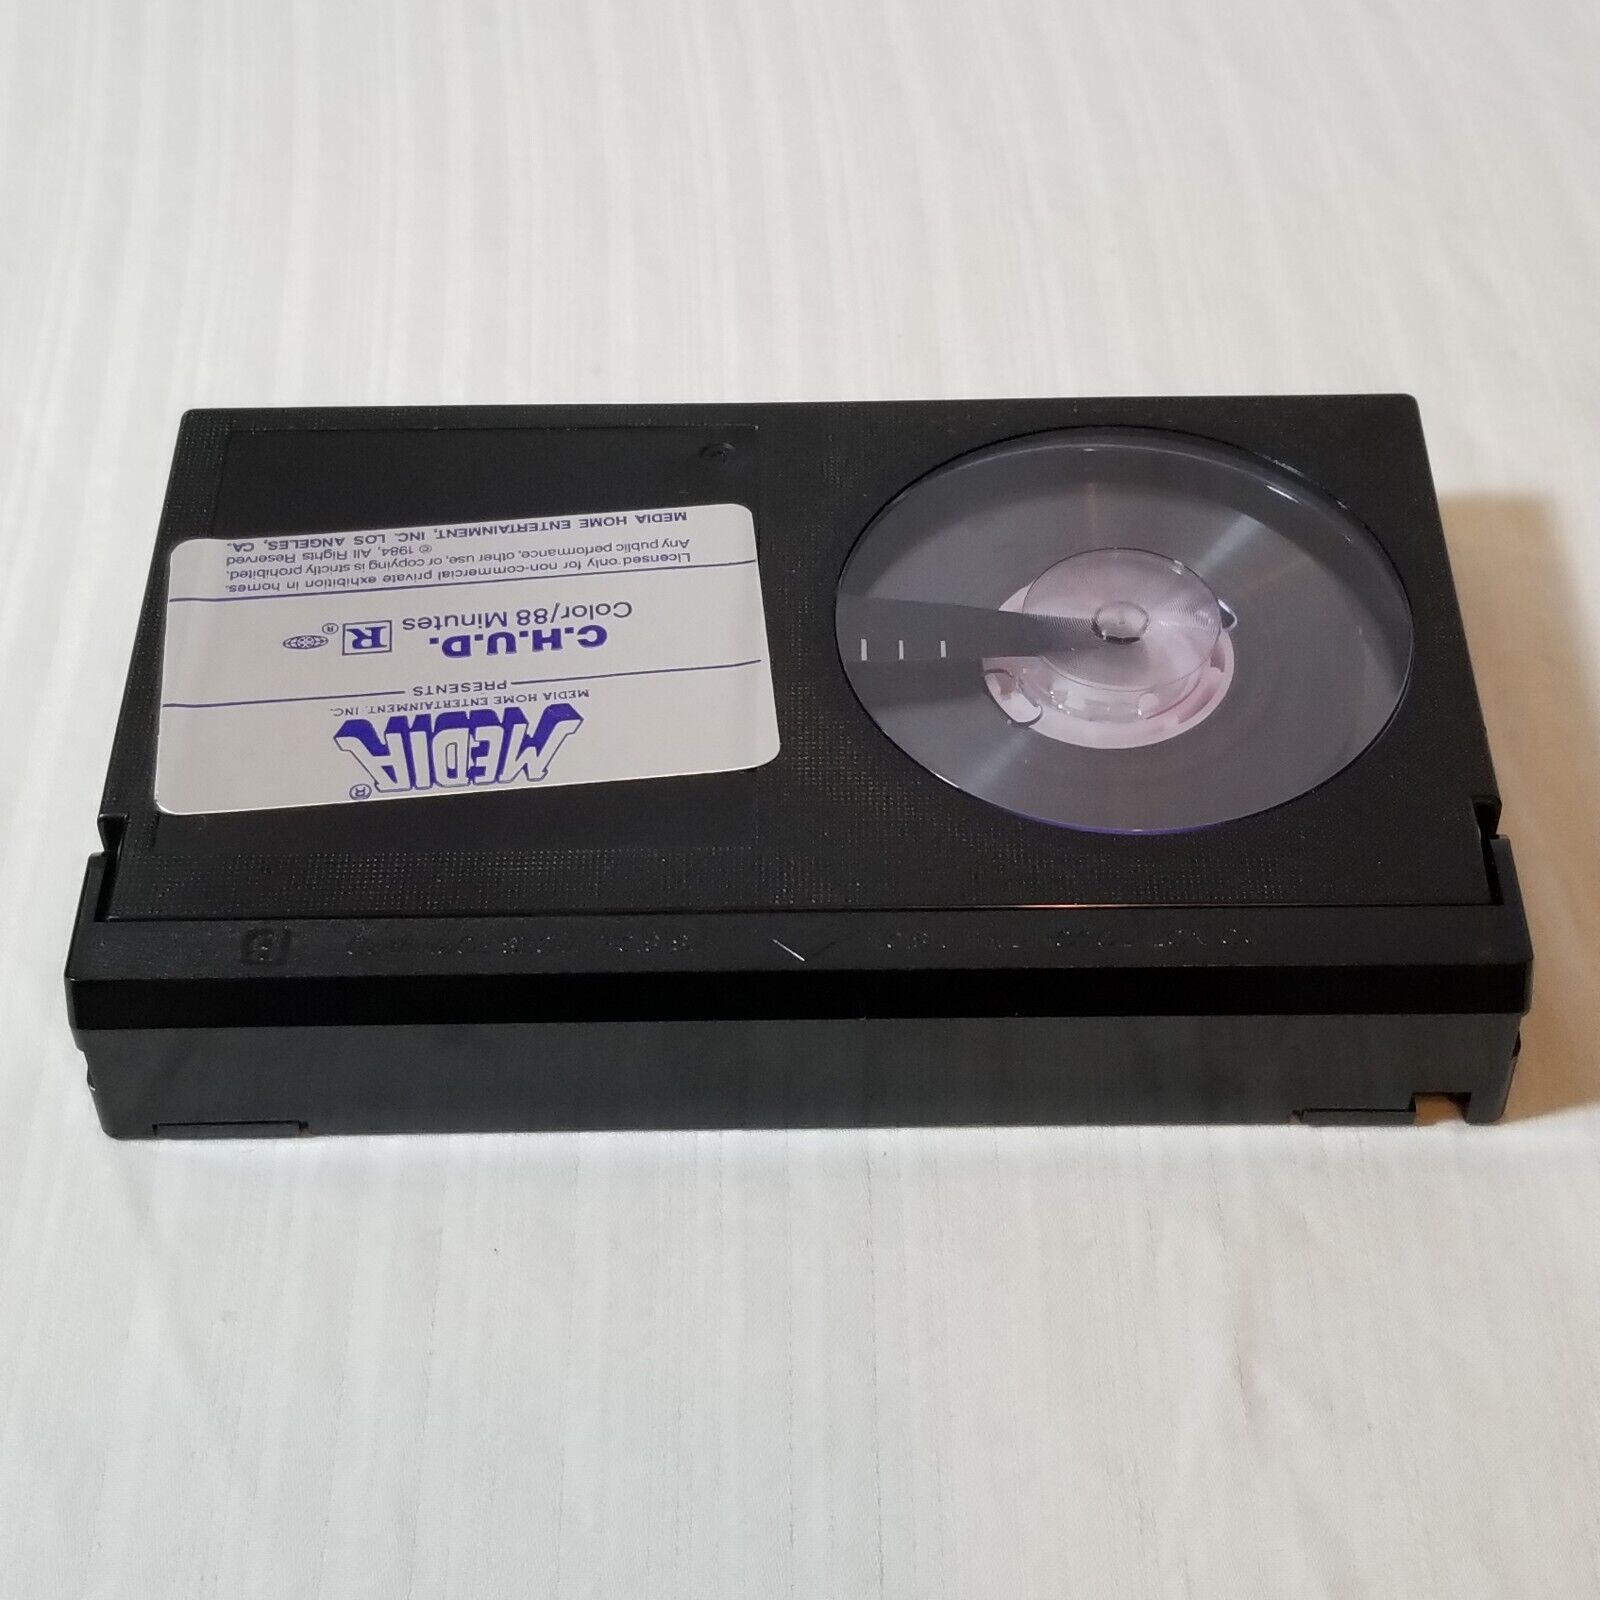 MEDIA®
MEDIA HOME ENTERTAINMENT, INC.
PRESENTS
C.H.U.D. R ®
Color/88 Minutes
Licensed only for non-commercial private exhibition in homes.
Any public performance, other use, or copying is strictly prohibited.
© 1984, All Rights Reserved
MEDIA HOME ENTERTAINMENT, INC. LOS ANGELES, CA.